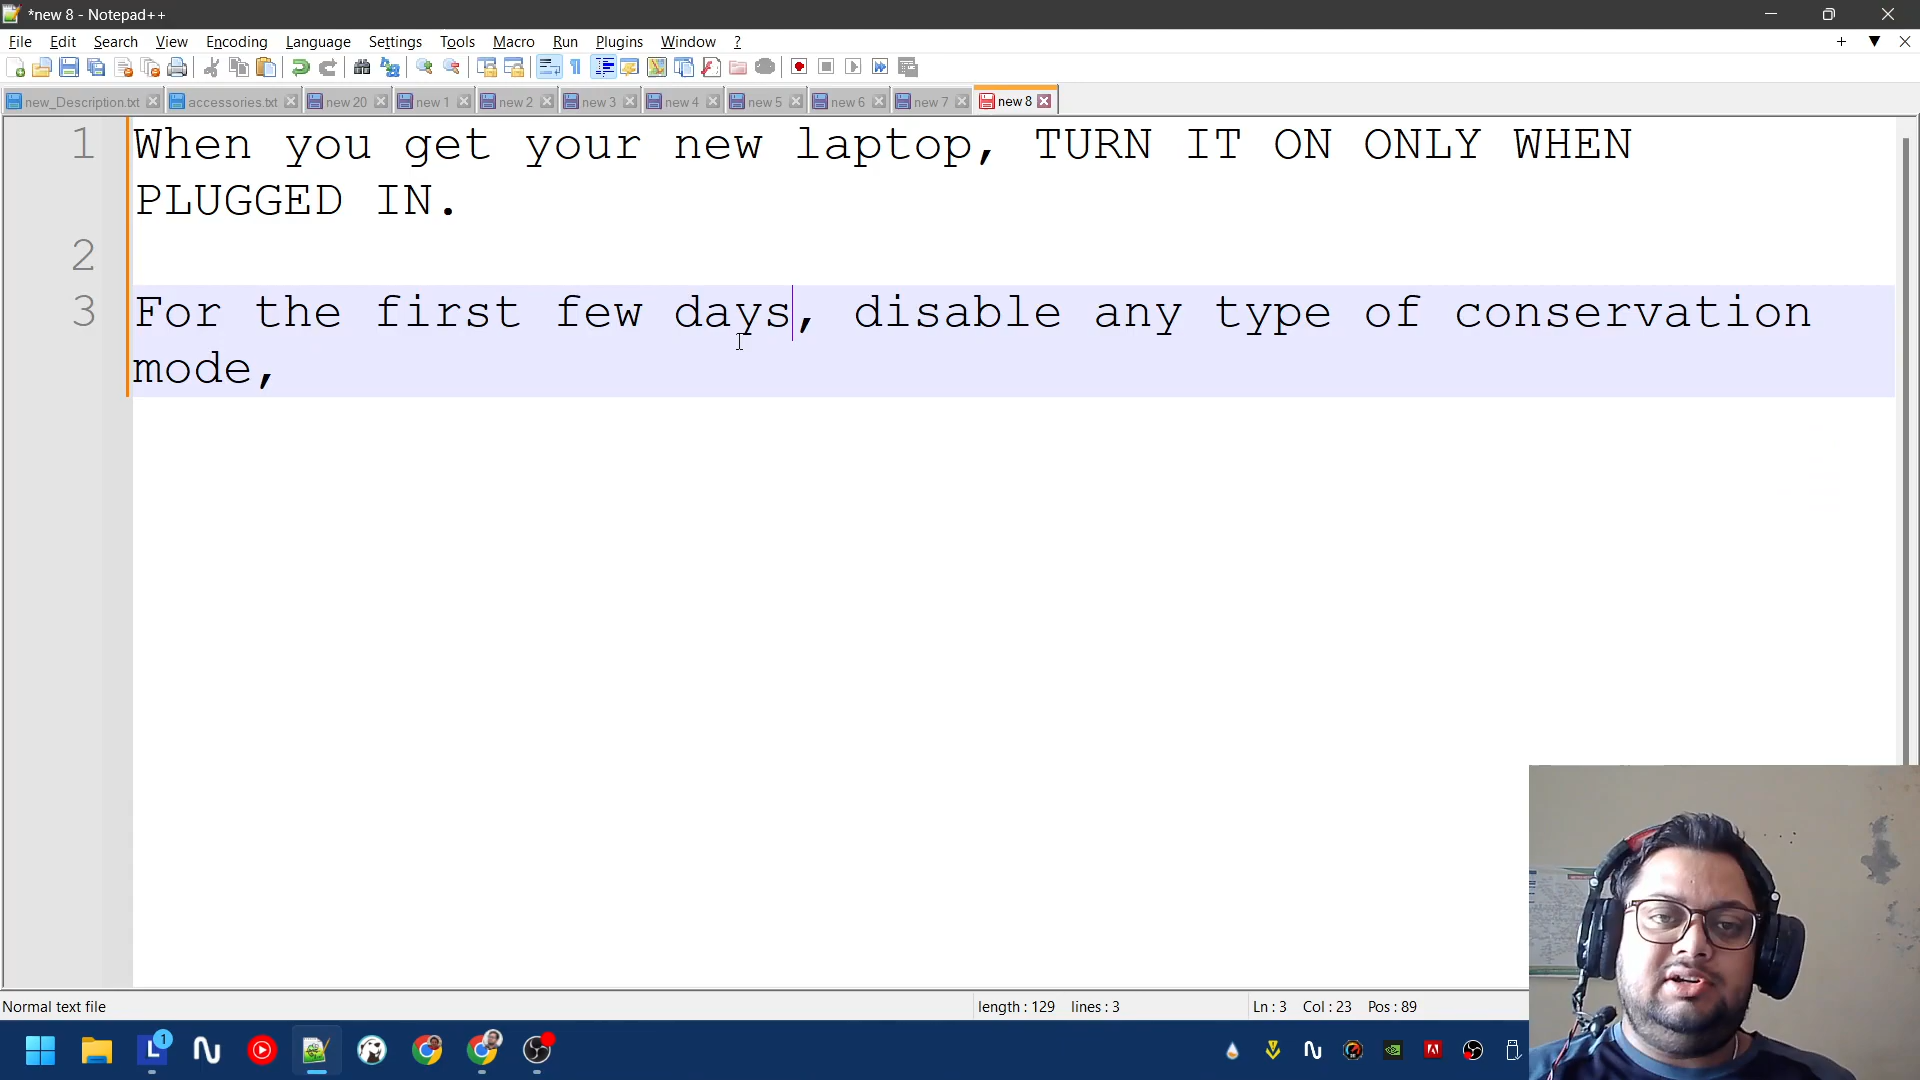 *new 8 - Notepad++
File Edit Search View Encoding Language Settings Tools Macro Run Plugins Window ?
new_Description.txt accessories.txt new 20 new 1 new 2 new 3 new 4 new 5 new 6 new 7 new 8
1 When you get your new laptop, TURN IT ON ONLY WHEN
PLUGGED IN.
2
3 For the first few days, disable any type of conservation
mode,
Normal text file length : 129 lines : 3 Ln : 3 Col : 23 Pos : 89
L 1